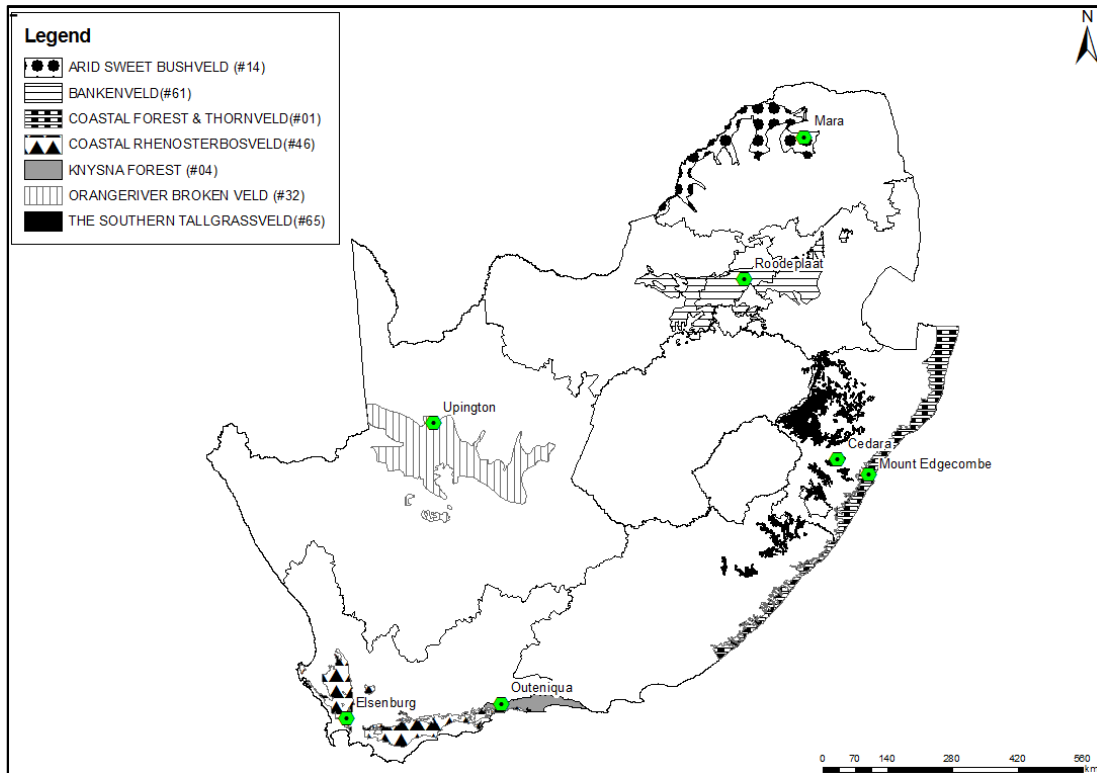 Legend
ARID SWEET BUSHVELD (#14)
BANKENVELD(#61)
COASTAL FOREST & THORNVELD(#01)
COASTAL RHENOSTERBOSVELD(#46)
KNYSNA FOREST (#04)
ORANGERIVER BROKEN VELD (#32)
THE SOUTHERN TALLGRASSVELD(#65)
N
Mara
Roodeplaat
Upington
Cedara
Mount Edgecombe
Outeniqua
Elsenburg
0 70 140 280 420 560
km